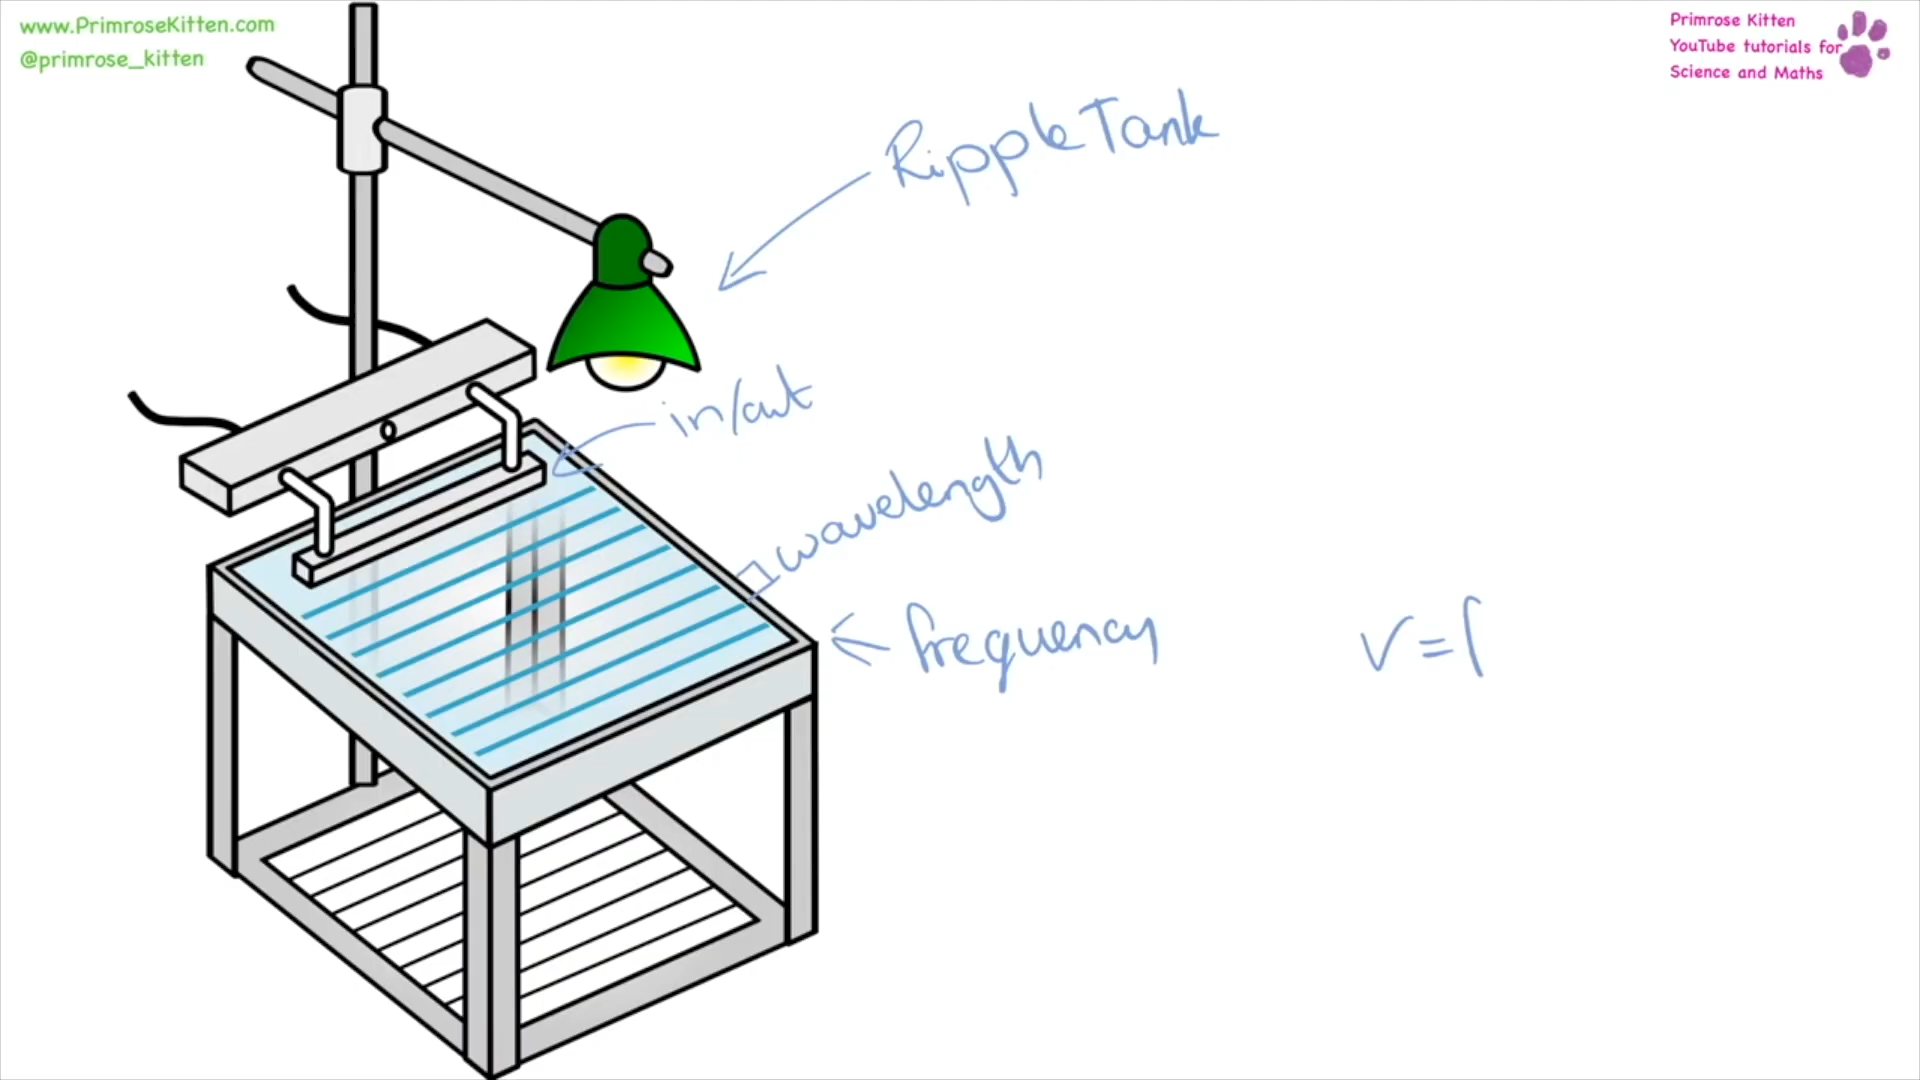 www.PrimroseKitten.com
@primrose_kitten
Primrose Kitten
YouTube tutorials for
Science and Maths
Ripple Tank
in/out
wavelength
frequency
v = f